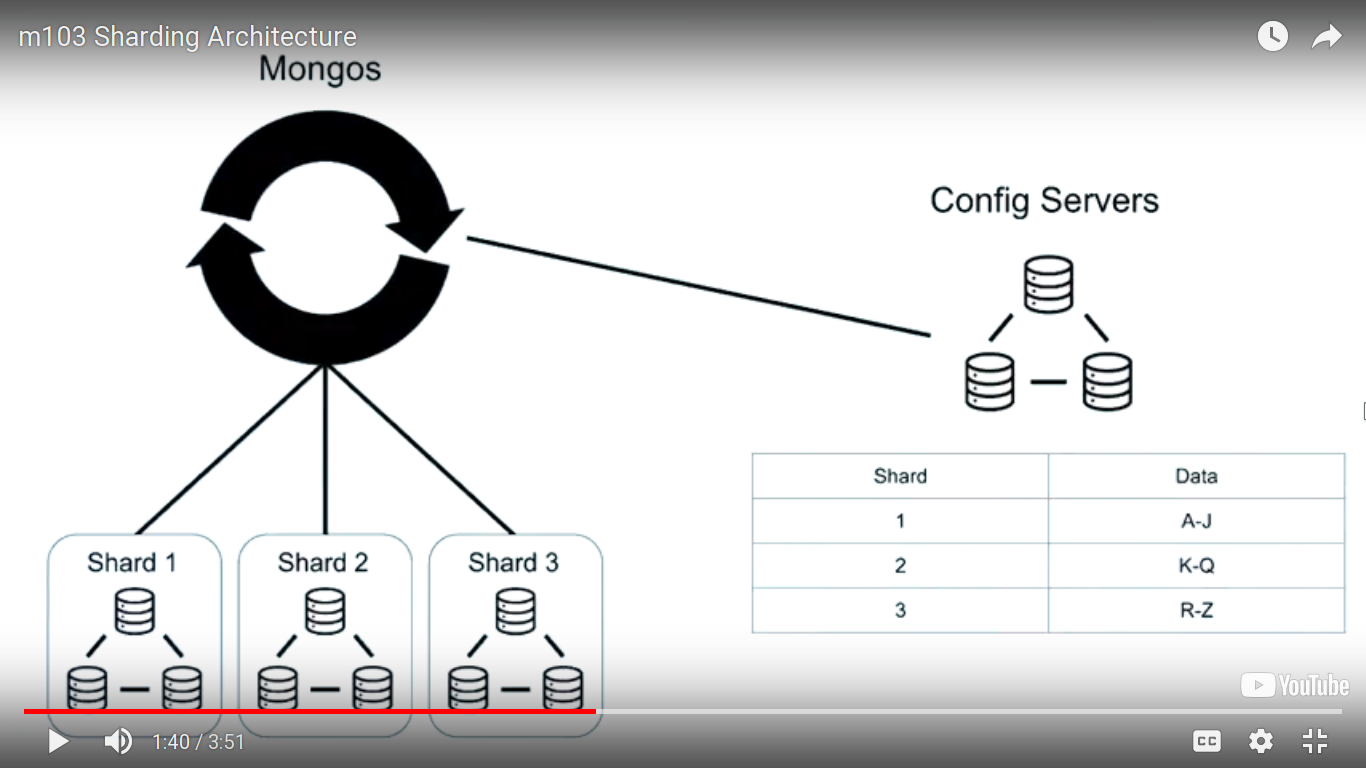 m103 Sharding Architecture
Mongos
Config Servers
Shard Data
1 A-J
2 K-Q
3 R-Z
Shard 1 Shard 2 Shard 3
YouTube
1:40 / 3:51
CC